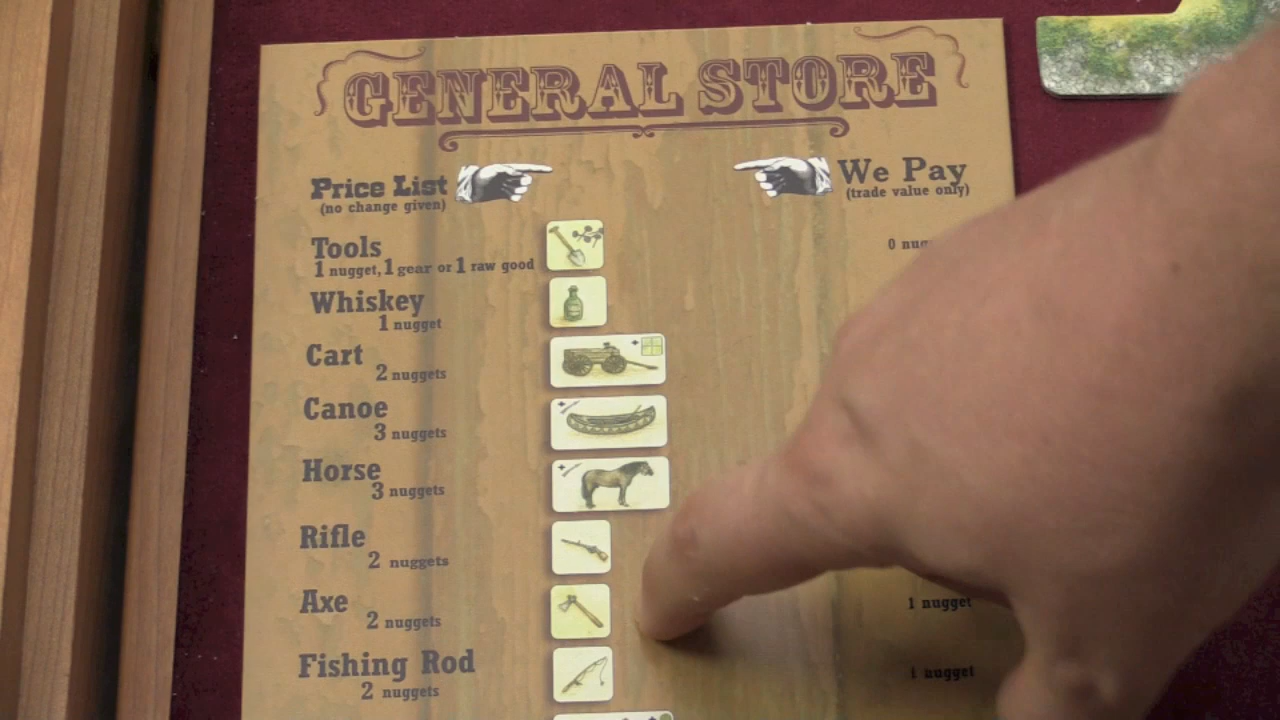 GENERAL STORE
Price List
(no change given)
We Pay
(trade value only)
Tools
1 nugget, 1 gear or 1 raw good
0
Whiskey
1 nugget
Cart
2 nuggets
Canoe
3 nuggets
Horse
3 nuggets
Rifle
2 nuggets
Axe
2 nuggets
1 nugget
Fishing Rod
2 nuggets
1 nugget